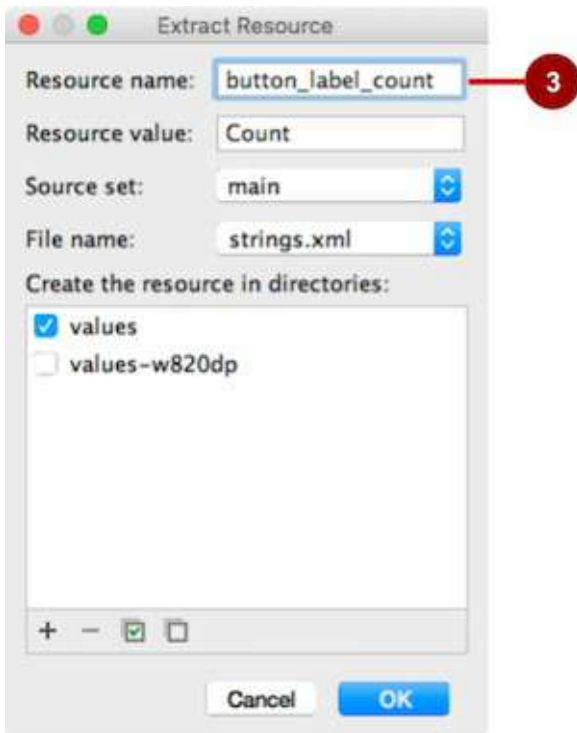 Extract Resource
Resource name: button_label_count
3
Resource value: Count
Source set: main
File name: strings.xml
Create the resource in directories:
values
values-w820dp
Cancel OK